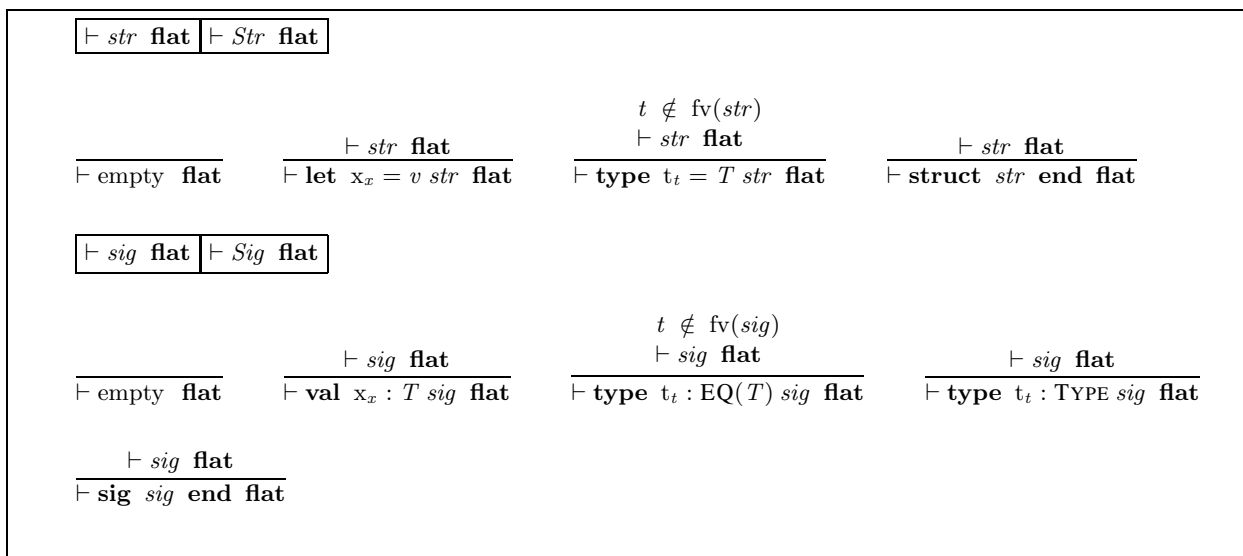 ⊢ str flat ⊢ Str flat
t ∉ fv(str)
⊢ str flat ⊢ str flat ⊢ str flat
⊢ empty flat ⊢ let x_x = v str flat ⊢ type t_t = T str flat ⊢ struct str end flat
⊢ sig flat ⊢ Sig flat
t ∉ fv(sig)
⊢ sig flat ⊢ sig flat ⊢ sig flat
⊢ empty flat ⊢ val x_x : T sig flat ⊢ type t_t : EQ(T) sig flat ⊢ type t_t : TYPE sig flat
⊢ sig flat
⊢ sig sig end flat